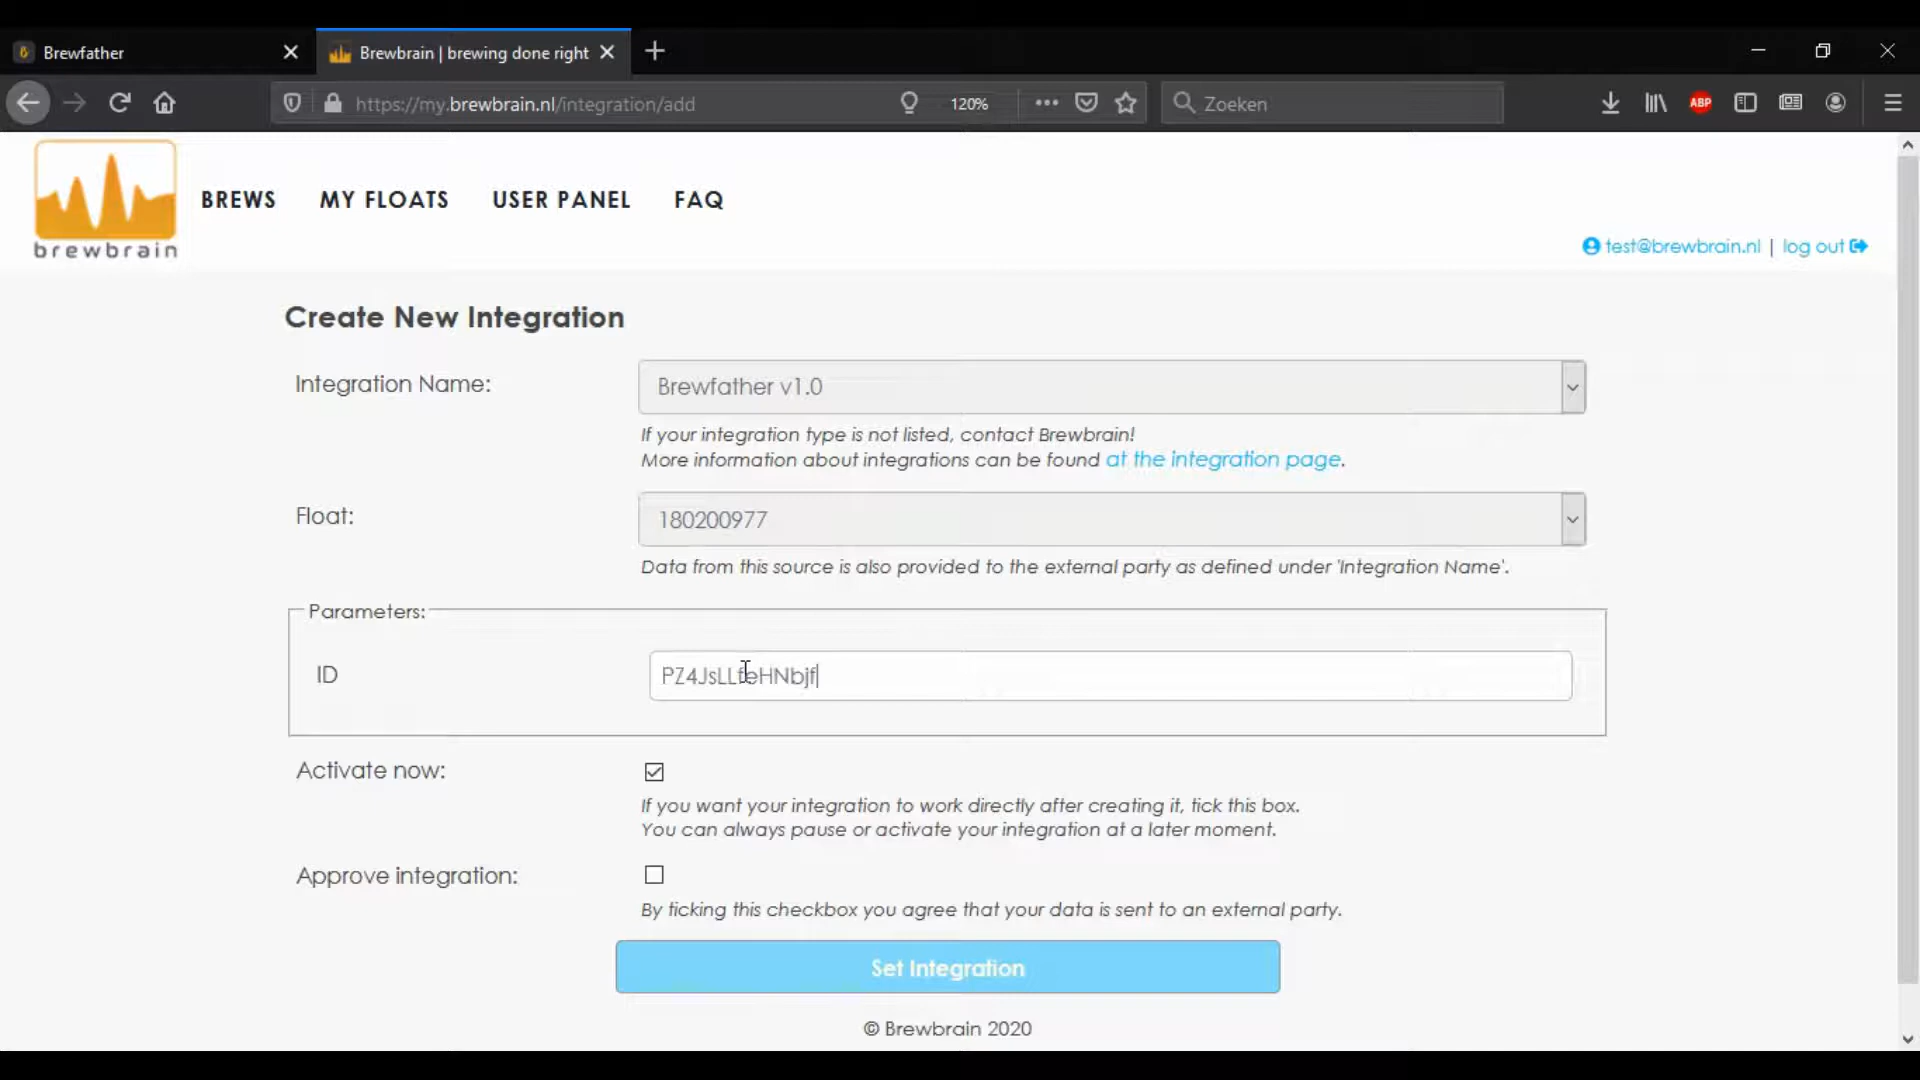 Brewfather
Brewbrain | brewing done right
https://my.brewbrain.nl/integration/add
120%
Zoeken
ABP
brewbrain
BREWS
MY FLOATS
USER PANEL
FAQ
test@brewbrain.nl | log out
Create New Integration
Integration Name:
Brewfather v1.0
If your integration type is not listed, contact Brewbrain!
More information about integrations can be found at the integration page.
Float:
180200977
Data from this source is also provided to the external party as defined under 'Integration Name'.
Parameters:
ID
PZ4JsLLfeHNbjf
Activate now:
If you want your integration to work directly after creating it, tick this box.
You can always pause or activate your integration at a later moment.
Approve integration:
By ticking this checkbox you agree that your data is sent to an external party.
Set Integration
© Brewbrain 2020